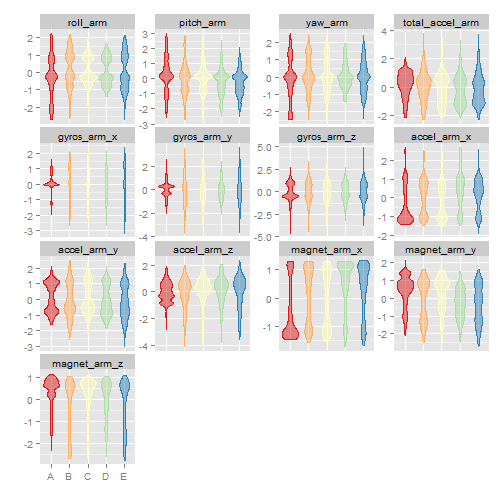 roll_arm pitch_arm yaw_arm total_accel_arm
2 1 0 -1 -2
3 2 1 0 -1 -2 -3
2 1 0 -1 -2
4 2 0 -2
gyros_arm_x gyros_arm_y gyros_arm_z accel_arm_x
2 1 0 -1 -2 -3
2 0 -2 -4
5.0 2.5 0.0 -2.5 -5.0
2 1 0 -1 -2
accel_arm_y accel_arm_z magnet_arm_x magnet_arm_y
2 1 0 -1 -2 -3
2 0 -2 -4
1 0 -1
2 1 0 -1 -2
magnet_arm_z
1 0 -1 -2
A B C D E